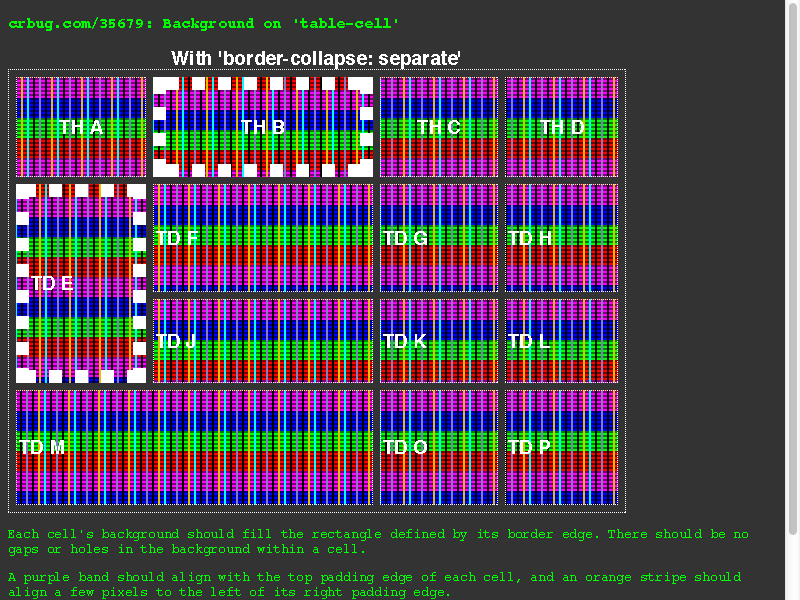 crbug.com/35679: Background on 'table-cell'
With 'border-collapse: separate'
TH A TH B TH C TH D
TD E
TD F TD G TD H
TD J TD K TD L
TD M TD O TD P
Each cell's background should fill the rectangle defined by its border edge. There should be no
gaps or holes in the background within a cell.
A purple band should align with the top padding edge of each cell, and an orange stripe should
align a few pixels to the left of its right padding edge.